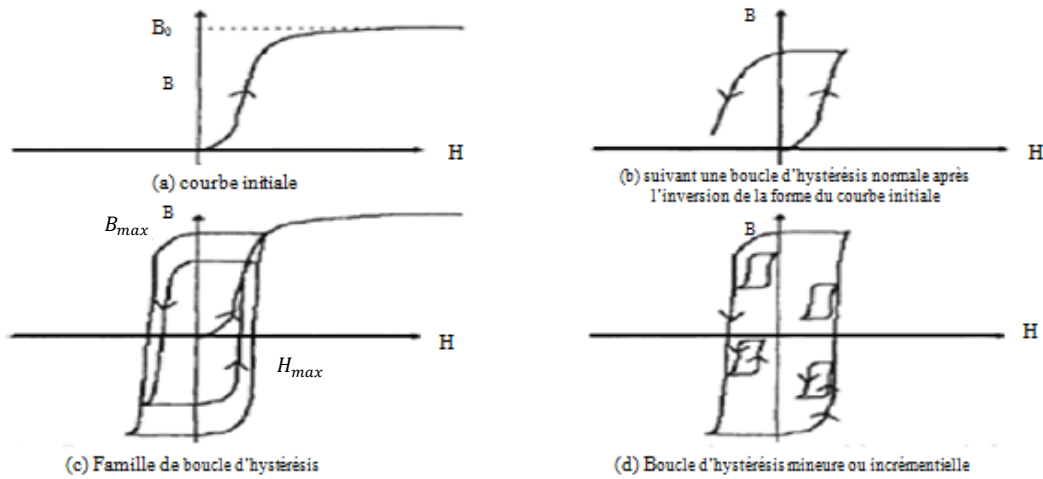 B₀
B
H
(a) courbe initiale
B
H
(b) suivant une boucle d'hystérésis normale après
l'inversion de la forme du courbe initiale
B
B_max
H
H_max
(c) Famille de boucle d'hystérésis
B
H
(d) Boucle d'hystérésis mineure ou incrémentielle